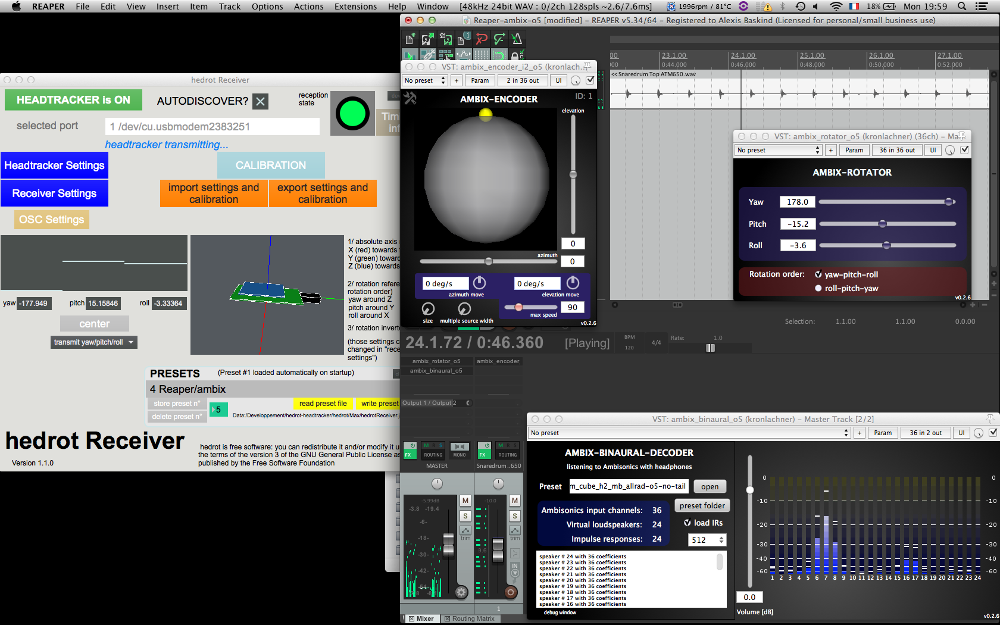 REAPER File Edit View Insert Item Track Options Actions Extensions Help Window [48kHz 24bit WAV : 0/2ch 128spls ~2.6/7.6ms] 1996rpm / 81°C 18% Mon 19:59
Reaper-ambix-o5 [modified] - REAPER v5.34/64 - Registered to Alexis Baskind (Licensed for personal/small business use)
23.1.00 24.1.00 25.1.00 26.1.00 27.1.00
0:44.000 0:46.000 0:48.000 0:50.000 0:52.000
<< Snaredrum Top ATM650.wav
hedrot Receiver
HEADTRACKER is ON
AUTODISCOVER?
reception
state
selected port
1 /dev/cu.usbmodem2383251
headtracker transmitting...
Headtracker Settings
CALIBRATION
Receiver Settings
import settings and
calibration
export settings and
calibration
OSC Settings
1/ absolute axis
X (red) towards
Y (green) toward
Z (blue) towards
2/ rotation refere
rotation order)
yaw around Z
pitch around Y
roll around X
3/ rotation invert
(those settings c
changed in "rece
settings")
yaw -177.949 pitch 15.15846 roll -3.33364
center
transmit yaw/pitch/roll
PRESETS (Preset #1 loaded automatically on startup)
4 Reaper/ambix
store preset n°
delete preset n°
5
read preset file
write preset
Data:/Developpement/hedrot-headtracker/hedrot/Max/hedrotReceiver.j
hedrot Receiver
Version 1.1.0
hedrot is free software: you can redistribute it and/or modify it u
the terms of the version 3 of the GNU General Public License as
published by the Free Software Foundation
VST: ambix_encoder_i2_o5 (kronlach...
No preset + Param 2 in 36 out UI
AMBIX-ENCODER
ID: 1
elevation
0
azimuth
0
0 deg/s
azimuth move
0 deg/s
elevation move
size
multiple source width
90
max speed
v0.2.6
VST: ambix_rotator_o5 (kronlachner) (36ch) - Ma...
No preset + Param 36 in 36 out UI
AMBIX-ROTATOR
Yaw 178.0
Pitch -15.2
Roll -3.6
Rotation order: yaw-pitch-roll
roll-pitch-yaw
v0.2.6
Selection: 1.1.00 1.1.00 0.0.00
24.1.72 / 0:46.360 [Playing]
BPM
120
4/4
Rate: 1.0
ambix_rotator_o5
ambix_binaural_o5
ambix_encoder_
Output 1 / Output 2
FX
M R S
ROUTING
MONO
FX
M R S
ROUTING
MASTER
Snaredrum ..650
-5.99dB
-3.8 -19.4
-6-
-18-
-30-
-42-
-54-
M
S
trim
-10.0
9.6
M
S
trim
IN
1
Mixer
Routing Matrix
VST: ambix_binaural_o5 (kronlachner) - Master Track [2/2]
No preset + Param 36 in 2 out UI
AMBIX-BINAURAL-DECODER
listening to Ambisonics with headphones
Preset
m_cube_h2_mb_allrad-o5-no-tail
open
preset folder
Ambisonics input channels: 36
Virtual loudspeakers: 24
Impulse responses: 24
load IRs
512
speaker # 24 with 36 coefficients
speaker # 23 with 36 coefficients
speaker # 22 with 36 coefficients
speaker # 21 with 36 coefficients
speaker # 20 with 36 coefficients
speaker # 19 with 36 coefficients
speaker # 18 with 36 coefficients
speaker # 17 with 36 coefficients
speaker # 16 with 36 coefficients
debug window
0 0
-10 -10
-20 -20
-30 -30
-40 -40
-60 -60
1 2 3 4 5 6 7 8 9 10 11 12 13 14 15 16 17 18 19 20 21 22 23 24
0.0
Volume [dB]
v0.2.6